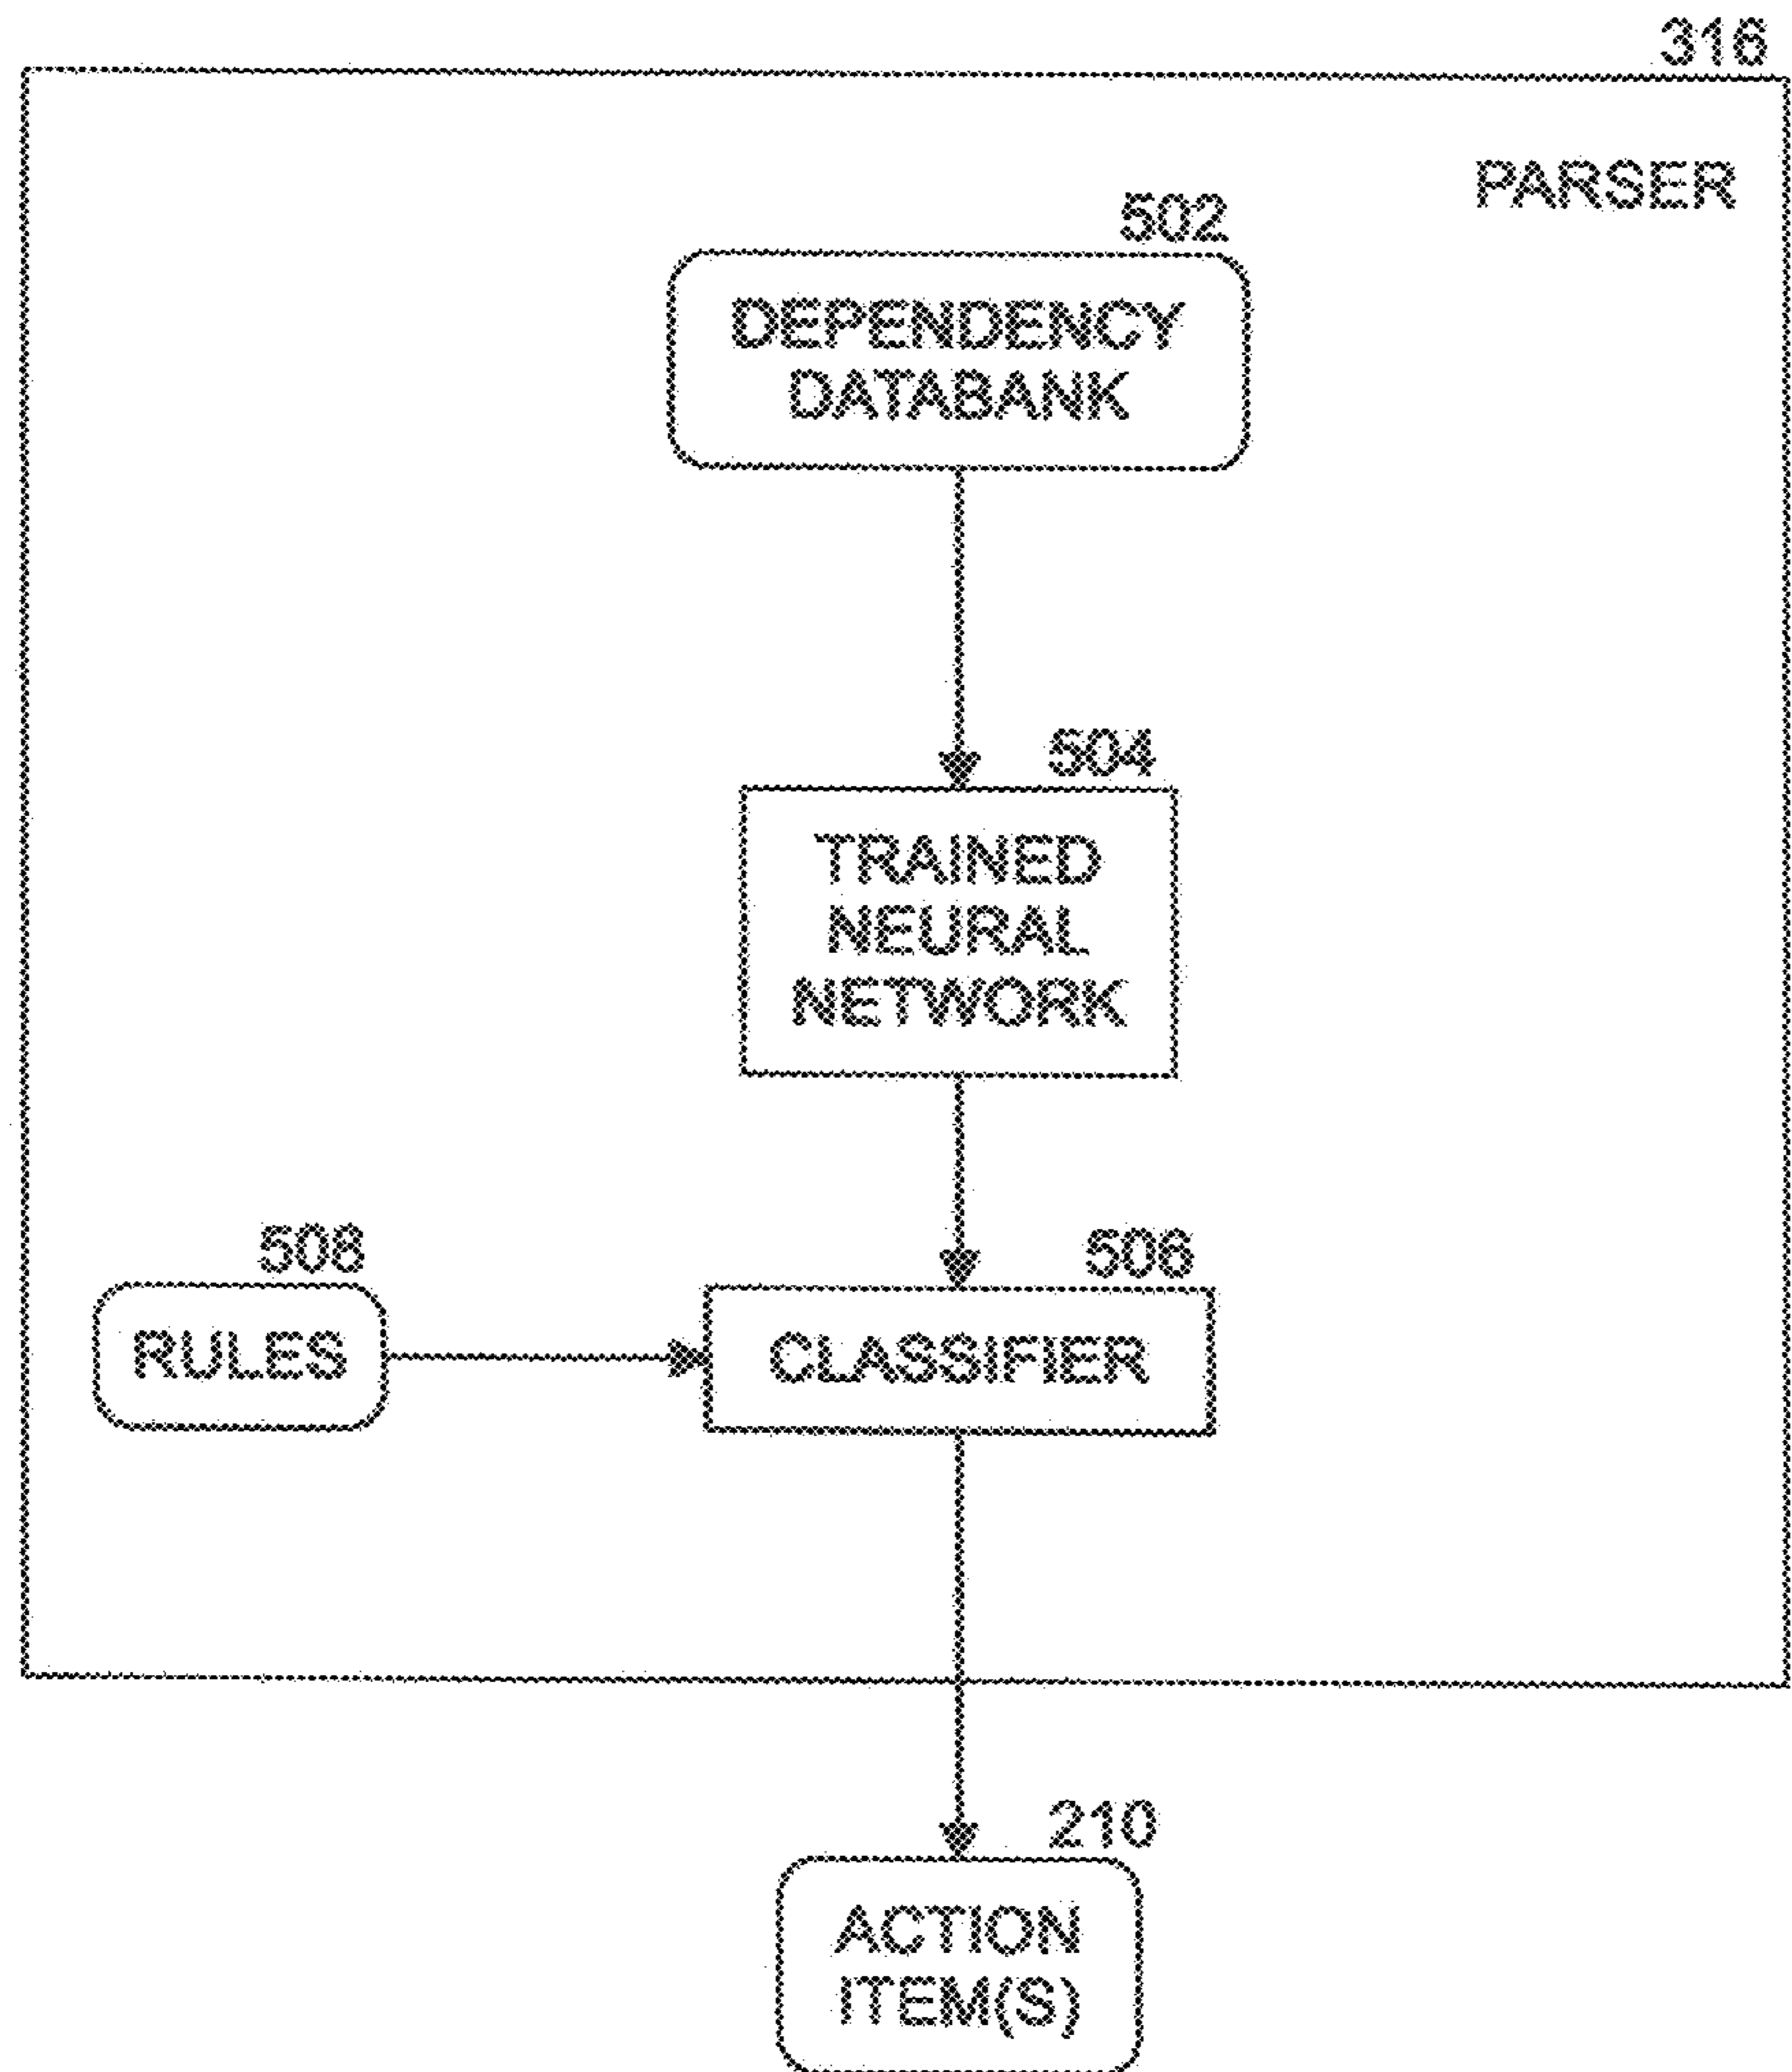 316
PARSER
502
DEPENDENCY
DATABANK
504
TRAINED
NEURAL
NETWORK
508
RULES
506
CLASSIFIER
210
ACTION
ITEM(S)